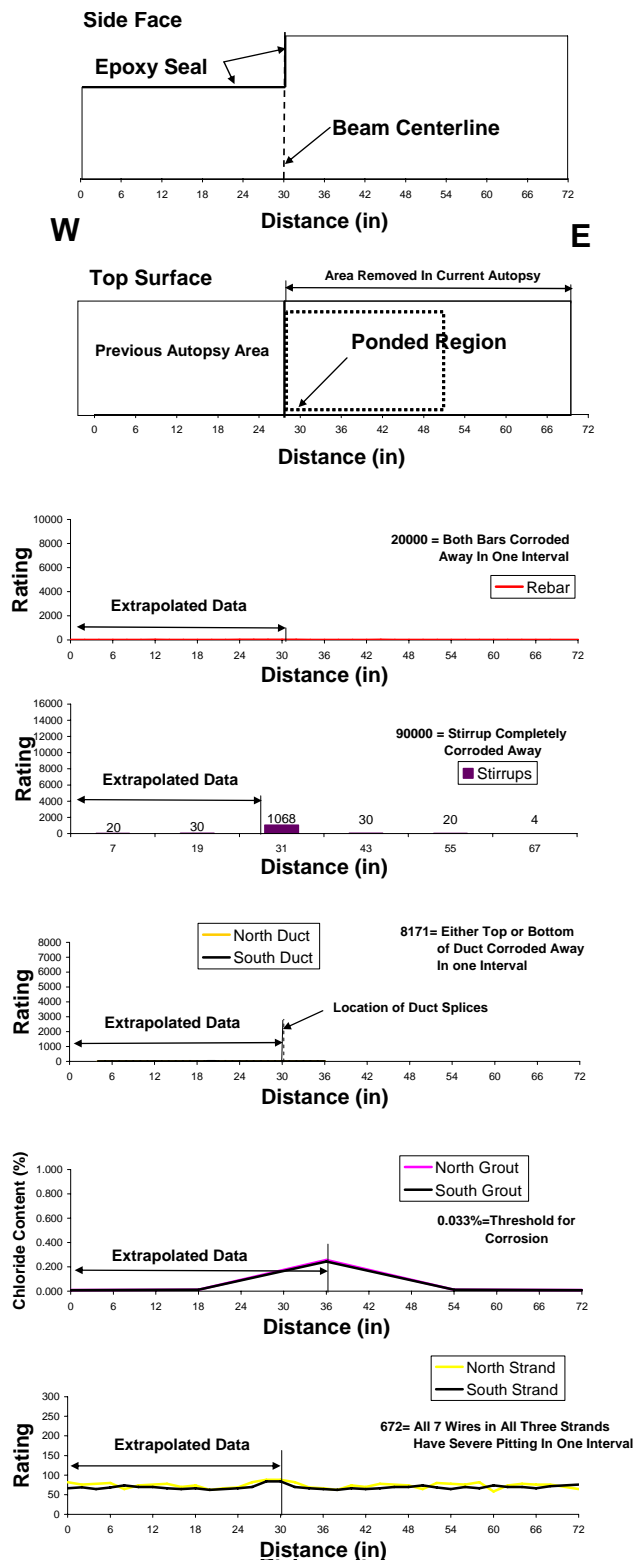 Side Face
Epoxy Seal
Beam Centerline
0 6 12 18 24 30 36 42 48 54 60 66 72
Distance (in)
W
E
Top Surface
Area Removed In Current Autopsy
Previous Autopsy Area
Ponded Region
0 6 12 18 24 30 36 42 48 54 60 66 72
Distance (in)
10000
8000
6000
4000
2000
0
Rating
20000 = Both Bars Corroded
Away In One Interval
Rebar
Extrapolated Data
0 6 12 18 24 30 36 42 48 54 60 66 72
Distance (in)
16000
14000
12000
10000
8000
6000
4000
2000
0
Rating
90000 = Stirrup Completely
Corroded Away
Stirrups
Extrapolated Data
20 30 1068 30 20 4
7 19 31 43 55 67
Distance (in)
8000
7000
6000
5000
4000
3000
2000
1000
0
Rating
North Duct
South Duct
8171= Either Top or Bottom
of Duct Corroded Away
In one Interval
Location of Duct Splices
Extrapolated Data
0 6 12 18 24 30 36 42 48 54 60 66 72
Distance (in)
1.000
0.800
0.600
0.400
0.200
0.000
Chloride Content (%)
North Grout
South Grout
0.033%=Threshold for
Corrosion
Extrapolated Data
0 6 12 18 24 30 36 42 48 54 60 66 72
Distance (in)
300
250
200
150
100
50
0
Rating
North Strand
South Strand
672= All 7 Wires in All Three Strands
Have Severe Pitting In One Interval
Extrapolated Data
0 6 12 18 24 30 36 42 48 54 60 66 72
Distance (in)